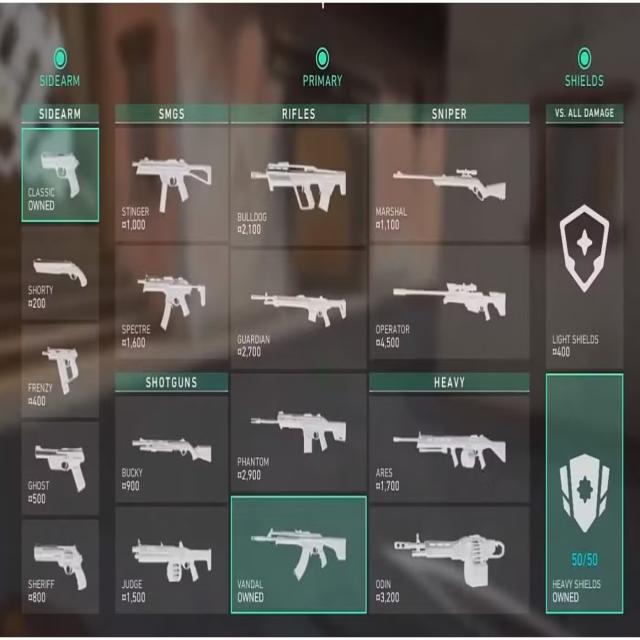 SIDEARM
PRIMARY
SHIELDS
SIDEARM
SMGS
RIFLES
SNIPER
VS. ALL DAMAGE
CLASSIC
OWNED
SHORTY
¤200
FRENZY
¤400
GHOST
¤500
SHERIFF
¤800
STINGER
¤1,000
SPECTRE
¤1,600
SHOTGUNS
BUCKY
¤900
JUDGE
¤1,500
BULLDOG
¤2,100
GUARDIAN
¤2,700
PHANTOM
¤2,900
VANDAL
OWNED
MARSHAL
¤1,100
OPERATOR
¤4,500
HEAVY
ARES
¤1,700
ODIN
¤3,200
LIGHT SHIELDS
¤400
50/50
HEAVY SHIELDS
OWNED